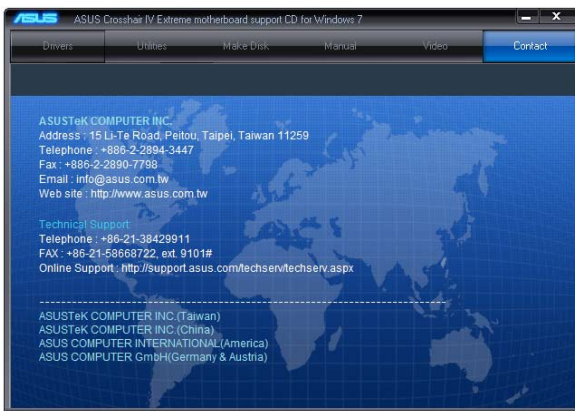 ASUS ASUS Crosshair IV Extreme motherboard support CD for Windows 7
Drivers Utilities Make Disk Manual Video Contact
ASUSTeK COMPUTER INC.
Address : 15 Li-Te Road, Peitou, Taipei, Taiwan 11259
Telephone : +886-2-2894-3447
Fax : +886-2-2890-7798
Email : info@asus.com.tw
Web site : http://www.asus.com.tw
Technical Support
Telephone : +86-21-38429911
FAX : +86-21-58668722, ext. 9101#
Online Support : http://support.asus.com/techserv/techserv.aspx
ASUSTeK COMPUTER INC.(Taiwan)
ASUSTeK COMPUTER INC.(China)
ASUS COMPUTER INTERNATIONAL(America)
ASUS COMPUTER GmbH(Germany & Austria)